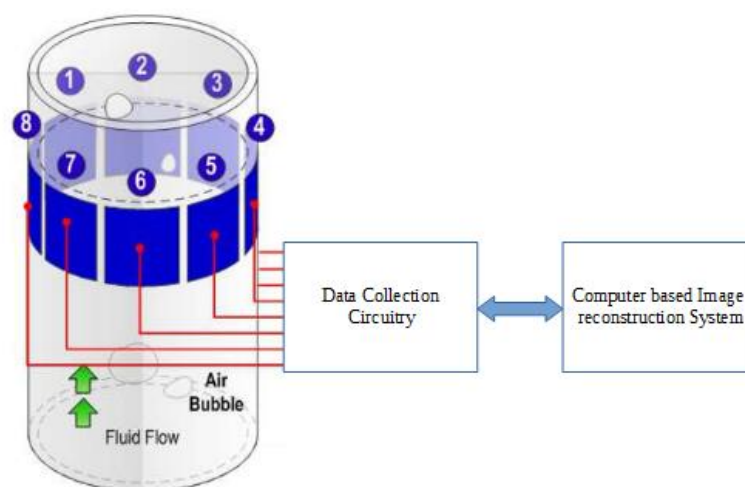 1
2
3
8
4
7
5
6
Data Collection
Circuitry
Computer based Image
reconstruction System
Air
Bubble
Fluid Flow